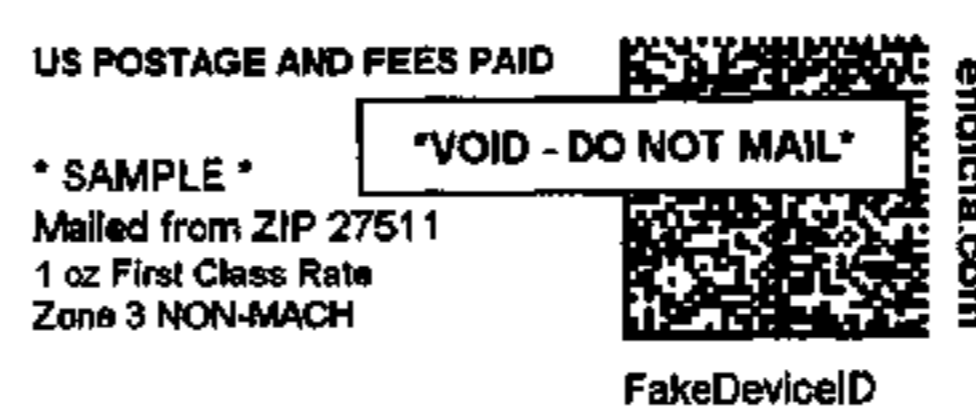 US POSTAGE AND FEES PAID
*VOID - DO NOT MAIL*
* SAMPLE *
Mailed from ZIP 27511
1 oz First Class Rate
Zone 3 NON-MACH
FakeDeviceID
endicia.com